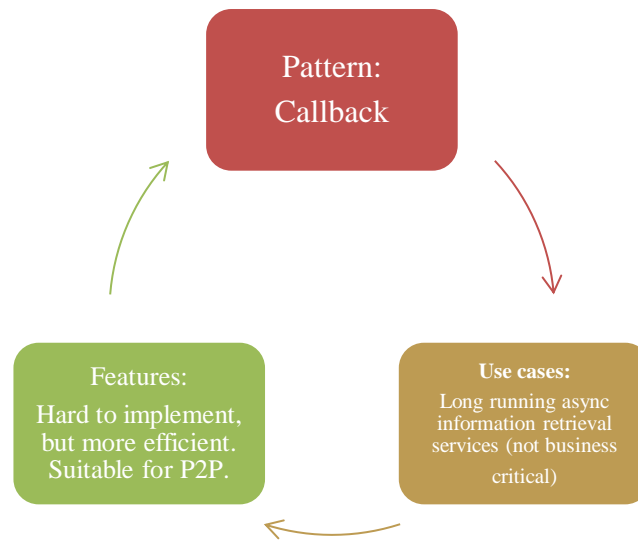 Pattern:
Callback
Use cases:
Long running async
information retrieval
services (not business
critical)
Features:
Hard to implement,
but more efficient.
Suitable for P2P.